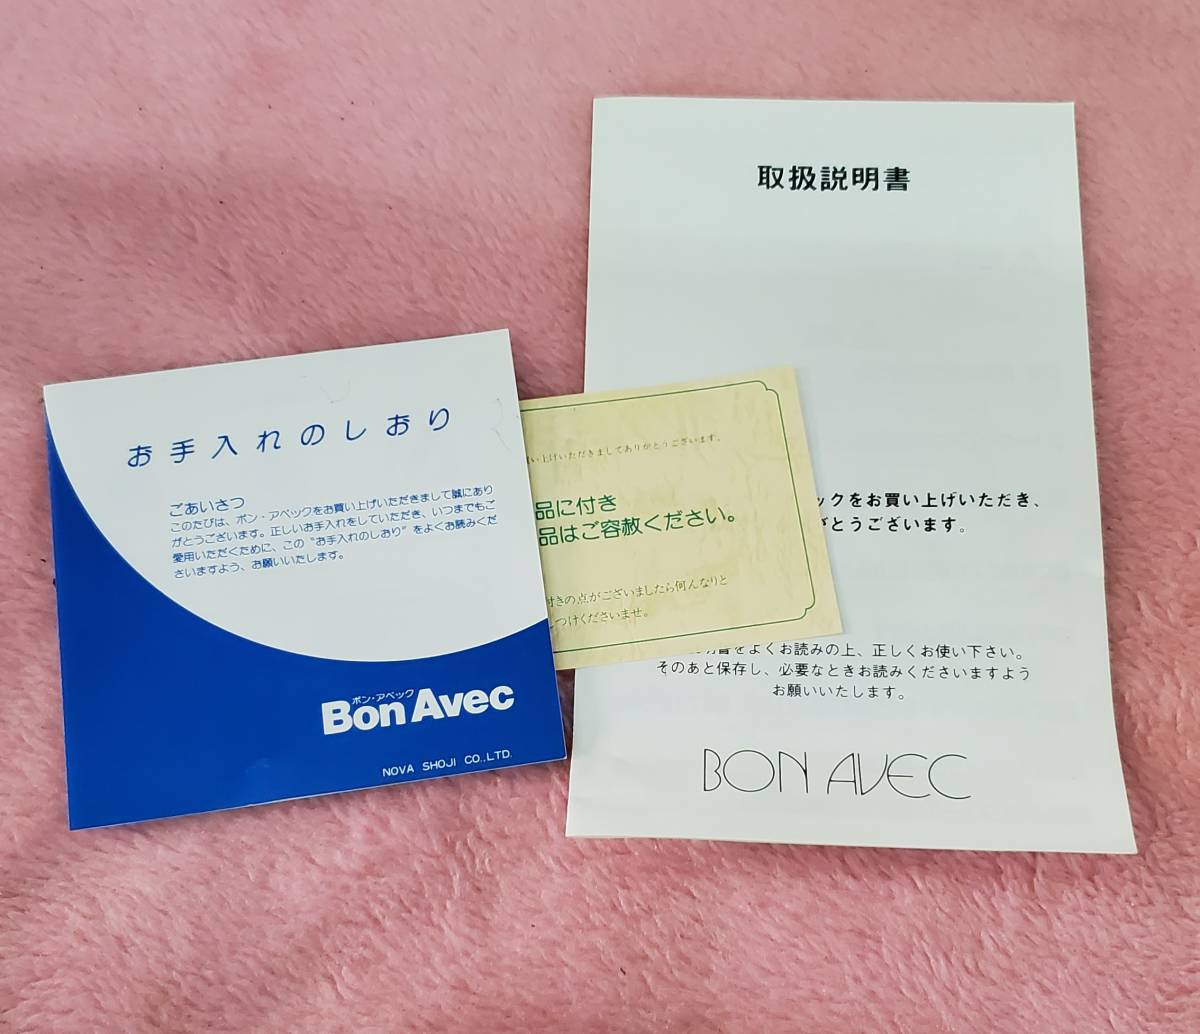 お手入れのしおり
ごあいさつ
このたびは、ボン・アベックをお買い上げいただきまして誠にあり
がとうございます。正しいお手入れをしていただき、いつまでもご
愛用いただくために、この"お手入れのしおり"をよくお読みくだ
さいますよう、お願いいたします。
ボン・アベック
Bon Avec
NOVA SHOJI CO.,LTD.
い上げいただきましてありがとうございます。
品に付き
品はご容赦ください。
付きの点がございましたら何んなりと
しつけくださいませ。
取扱説明書
ックをお買い上げいただき、
がとうございます。
明書をよくお読みの上、正しくお使い下さい。
そのあと保存し、必要なときお読みくださいますよう
お願いいたします。
BON AVEC